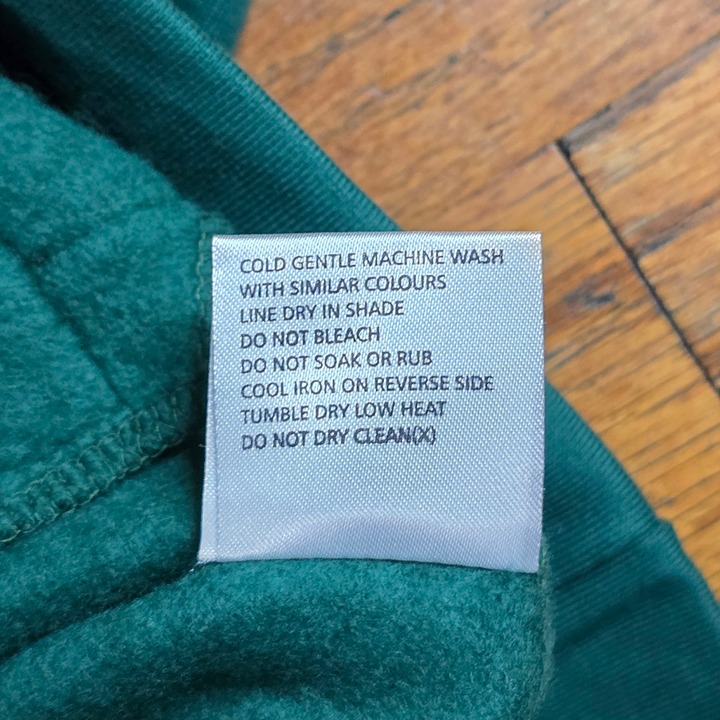 COLD GENTLE MACHINE WASH
WITH SIMILAR COLOURS
LINE DRY IN SHADE
DO NOT BLEACH
DO NOT SOAK OR RUB
COOL IRON ON REVERSE SIDE
TUMBLE DRY LOW HEAT
DO NOT DRY CLEAN(X)